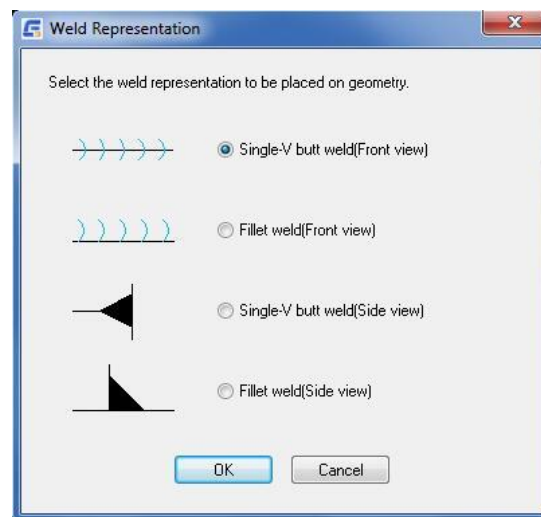 Weld Representation
Select the weld representation to be placed on geometry.
Single-V butt weld(Front view)
Fillet weld(Front view)
Single-V butt weld(Side view)
Fillet weld(Side view)
OK
Cancel